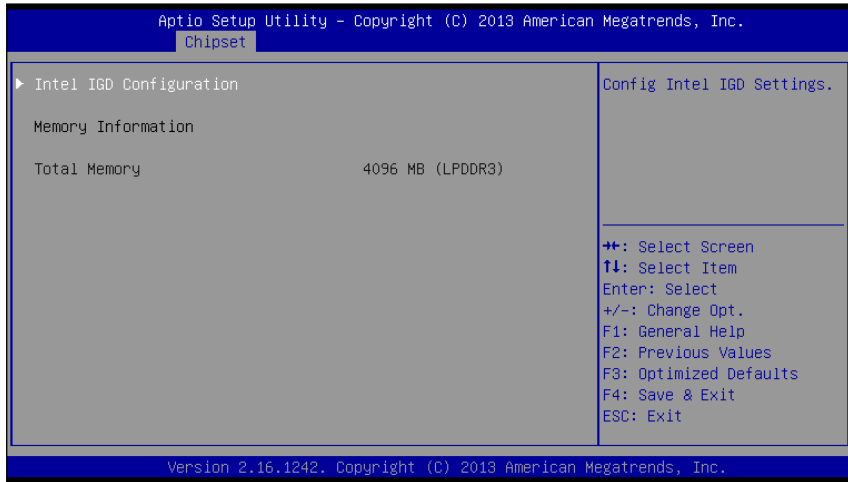 Aptio Setup Utility – Copyright (C) 2013 American Megatrends, Inc.
Chipset
▶ Intel IGD Configuration
Memory Information
Total Memory 4096 MB (LPDDR3)
Config Intel IGD Settings.
→←: Select Screen
↑↓: Select Item
Enter: Select
+/-: Change Opt.
F1: General Help
F2: Previous Values
F3: Optimized Defaults
F4: Save & Exit
ESC: Exit
Version 2.16.1242. Copyright (C) 2013 American Megatrends, Inc.